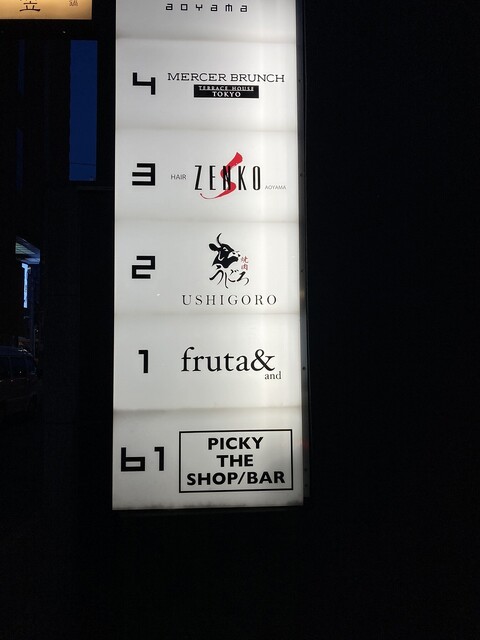 立
aoyama
4
MERCER BRUNCH
TERRACE HOUSE
TOKYO
3
HAIR ZENKO AOYAMA
2
焼肉
うしごろ
USHIGORO
1
fruta&
and
b1
PICKY
THE
SHOP/BAR